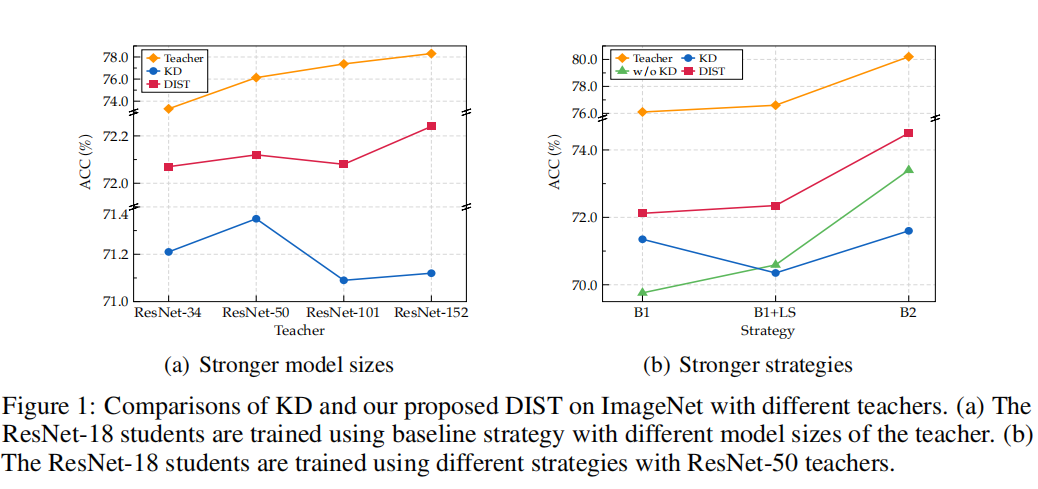 Teacher
KD
DIST
78.0
76.0
74.0
72.2
72.0
71.4
71.2
71.0
ACC (%)
ResNet-34 ResNet-50 ResNet-101 ResNet-152
Teacher
(a) Stronger model sizes
Teacher KD
w/o KD DIST
80.0
78.0
76.0
74.0
72.0
70.0
ACC (%)
B1 B1+LS B2
Strategy
(b) Stronger strategies
Figure 1: Comparisons of KD and our proposed DIST on ImageNet with different teachers. (a) The
ResNet-18 students are trained using baseline strategy with different model sizes of the teacher. (b)
The ResNet-18 students are trained using different strategies with ResNet-50 teachers.